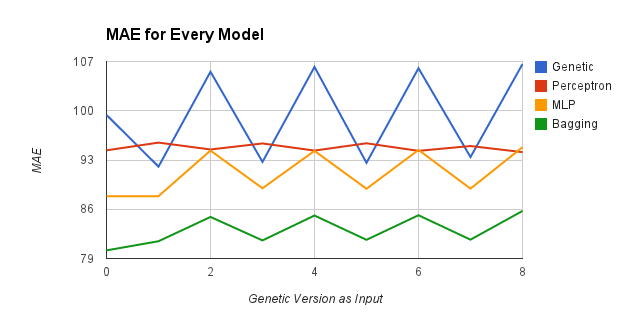 MAE for Every Model
107
100
93
86
79
MAE
0 2 4 6 8
Genetic Version as Input
Genetic
Perceptron
MLP
Bagging